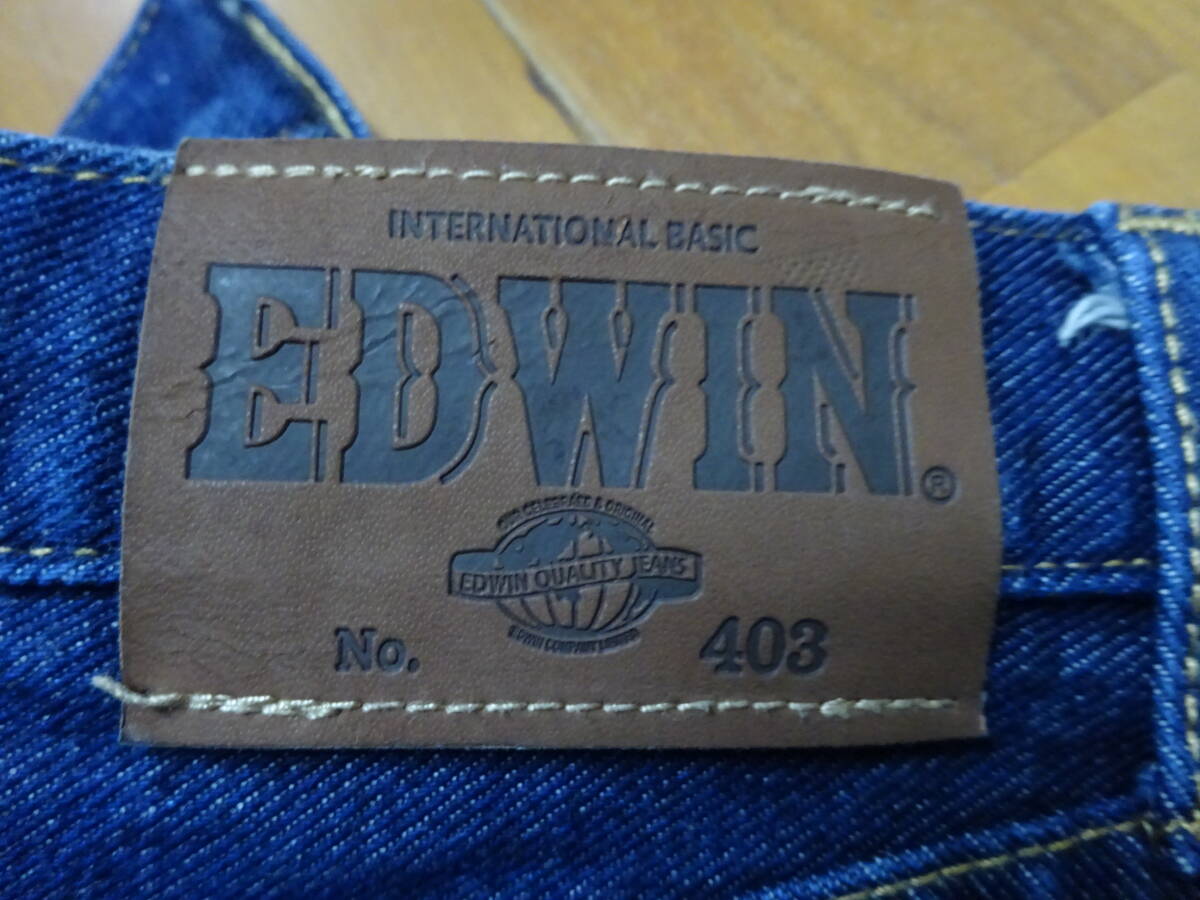 INTERNATIONAL BASIC
EDWIN®
EDWIN QUALITY JEANS
No. 403